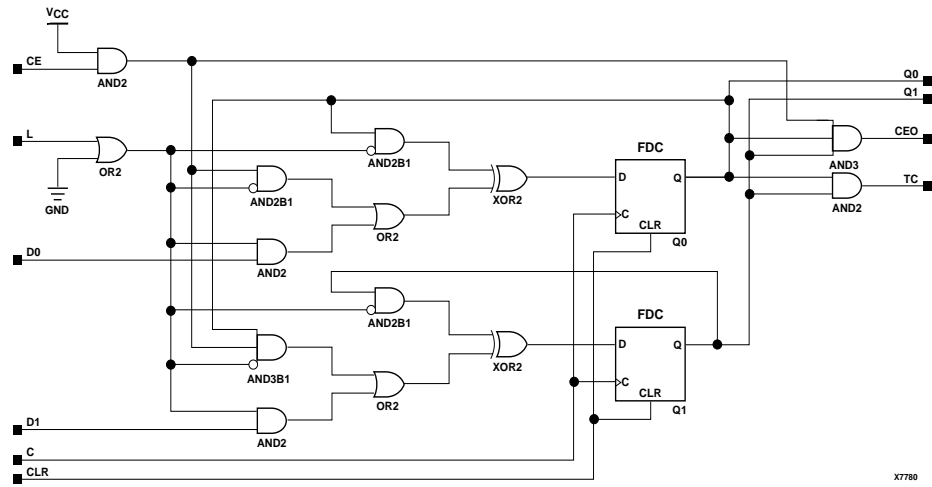 VCC
CE
AND2
Q0
Q1
L
OR2
GND
AND2B1
AND2B1
OR2
XOR2
FDC
D
Q
C
CLR
Q0
CEO
AND3
TC
AND2
D0
AND2
AND2B1
AND3B1
OR2
XOR2
FDC
D
Q
C
CLR
Q1
D1
AND2
C
CLR
X7780